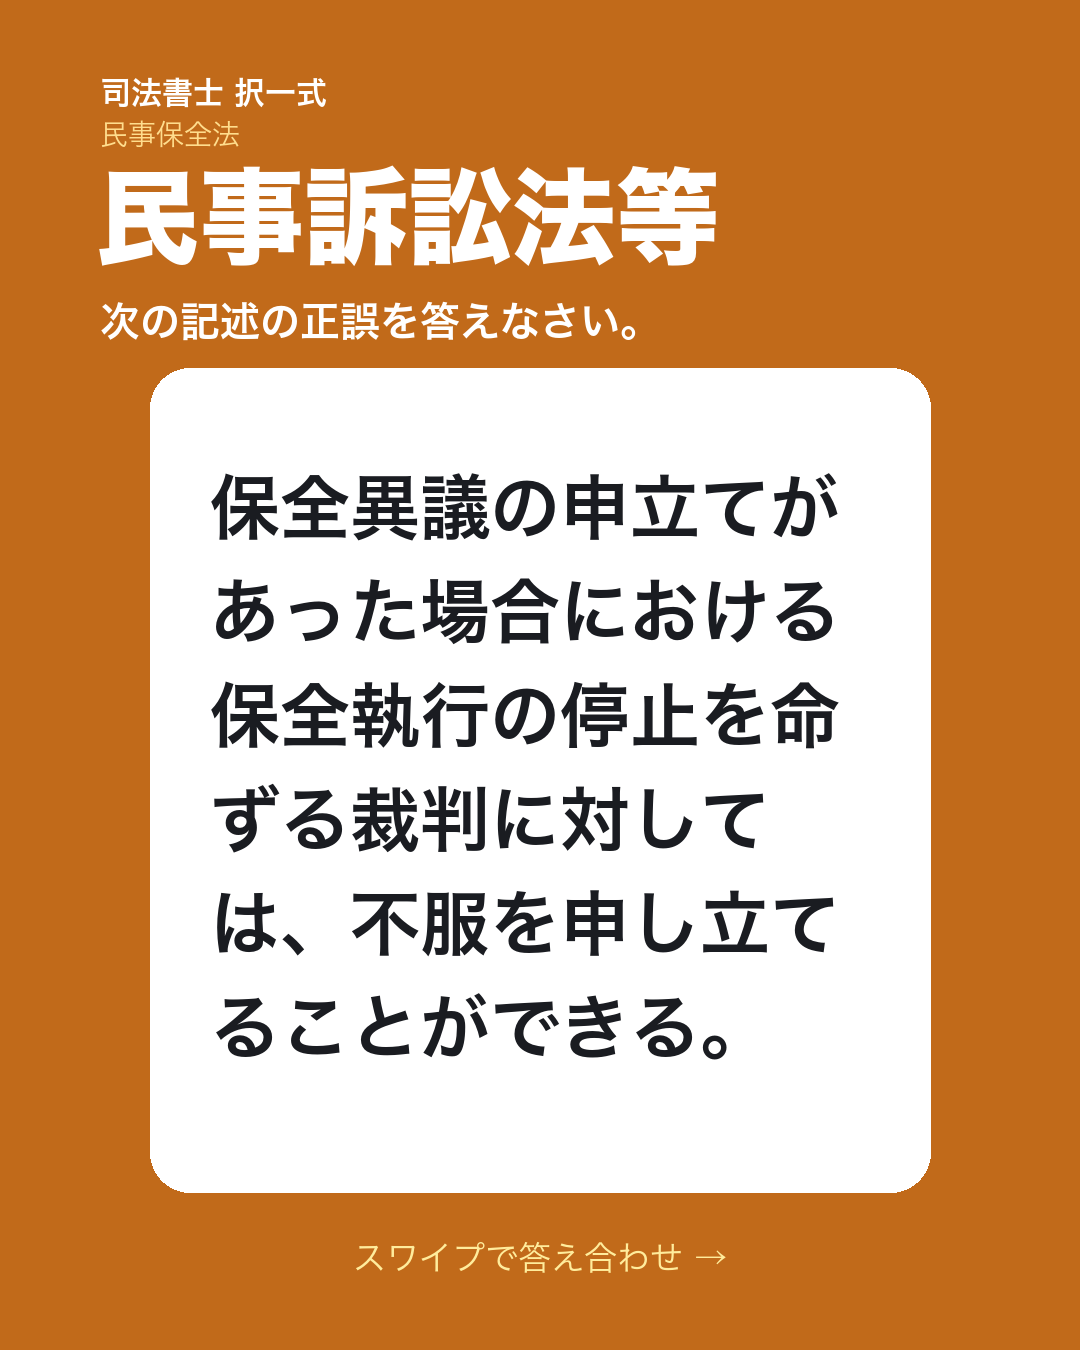 司法書士 択一式
民事保全法
民事訴訟法等
次の記述の正誤を答えなさい。
保全異議の申立てが
あった場合における
保全執行の停止を命
ずる裁判に対して
は、不服を申し立て
ることができる。
スワイプで答え合わせ →